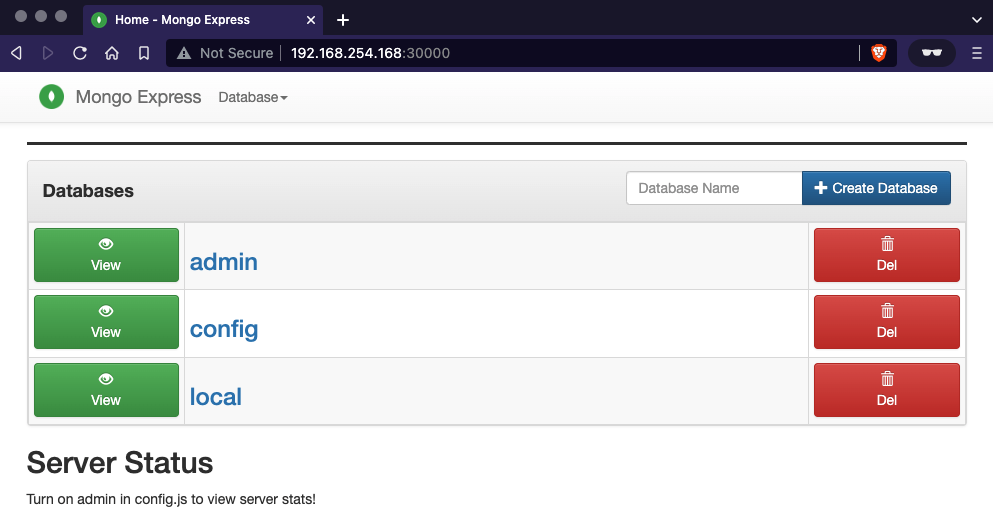 Home - Mongo Express
Not Secure 192.168.254.168:30000
Mongo Express Database
Databases
Database Name
Create Database
View
admin
Del
View
config
Del
View
local
Del
Server Status
Turn on admin in config.js to view server stats!